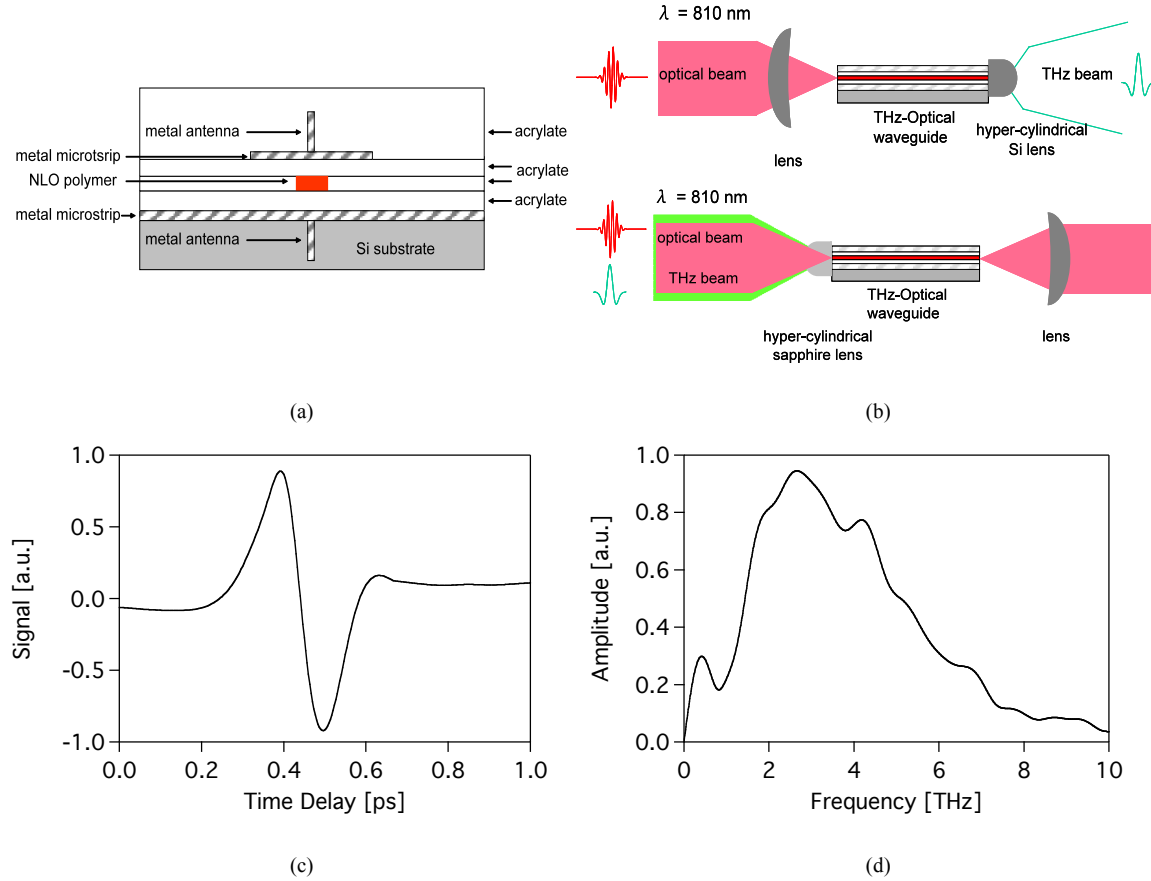 metal antenna
metal microtsrip
NLO polymer
metal microstrip
metal antenna
acrylate
acrylate
acrylate
Si substrate
(a)
λ = 810 nm
optical beam
lens
THz-Optical
waveguide
hyper-cylindrical
Si lens
THz beam
λ = 810 nm
optical beam
THz beam
hyper-cylindrical
sapphire lens
THz-Optical
waveguide
lens
(b)
Signal [a.u.]
1.0
0.5
0.0
-0.5
-1.0
0.0 0.2 0.4 0.6 0.8 1.0
Time Delay [ps]
(c)
Amplitude [a.u.]
1.0
0.8
0.6
0.4
0.2
0.0
0 2 4 6 8 10
Frequency [THz]
(d)